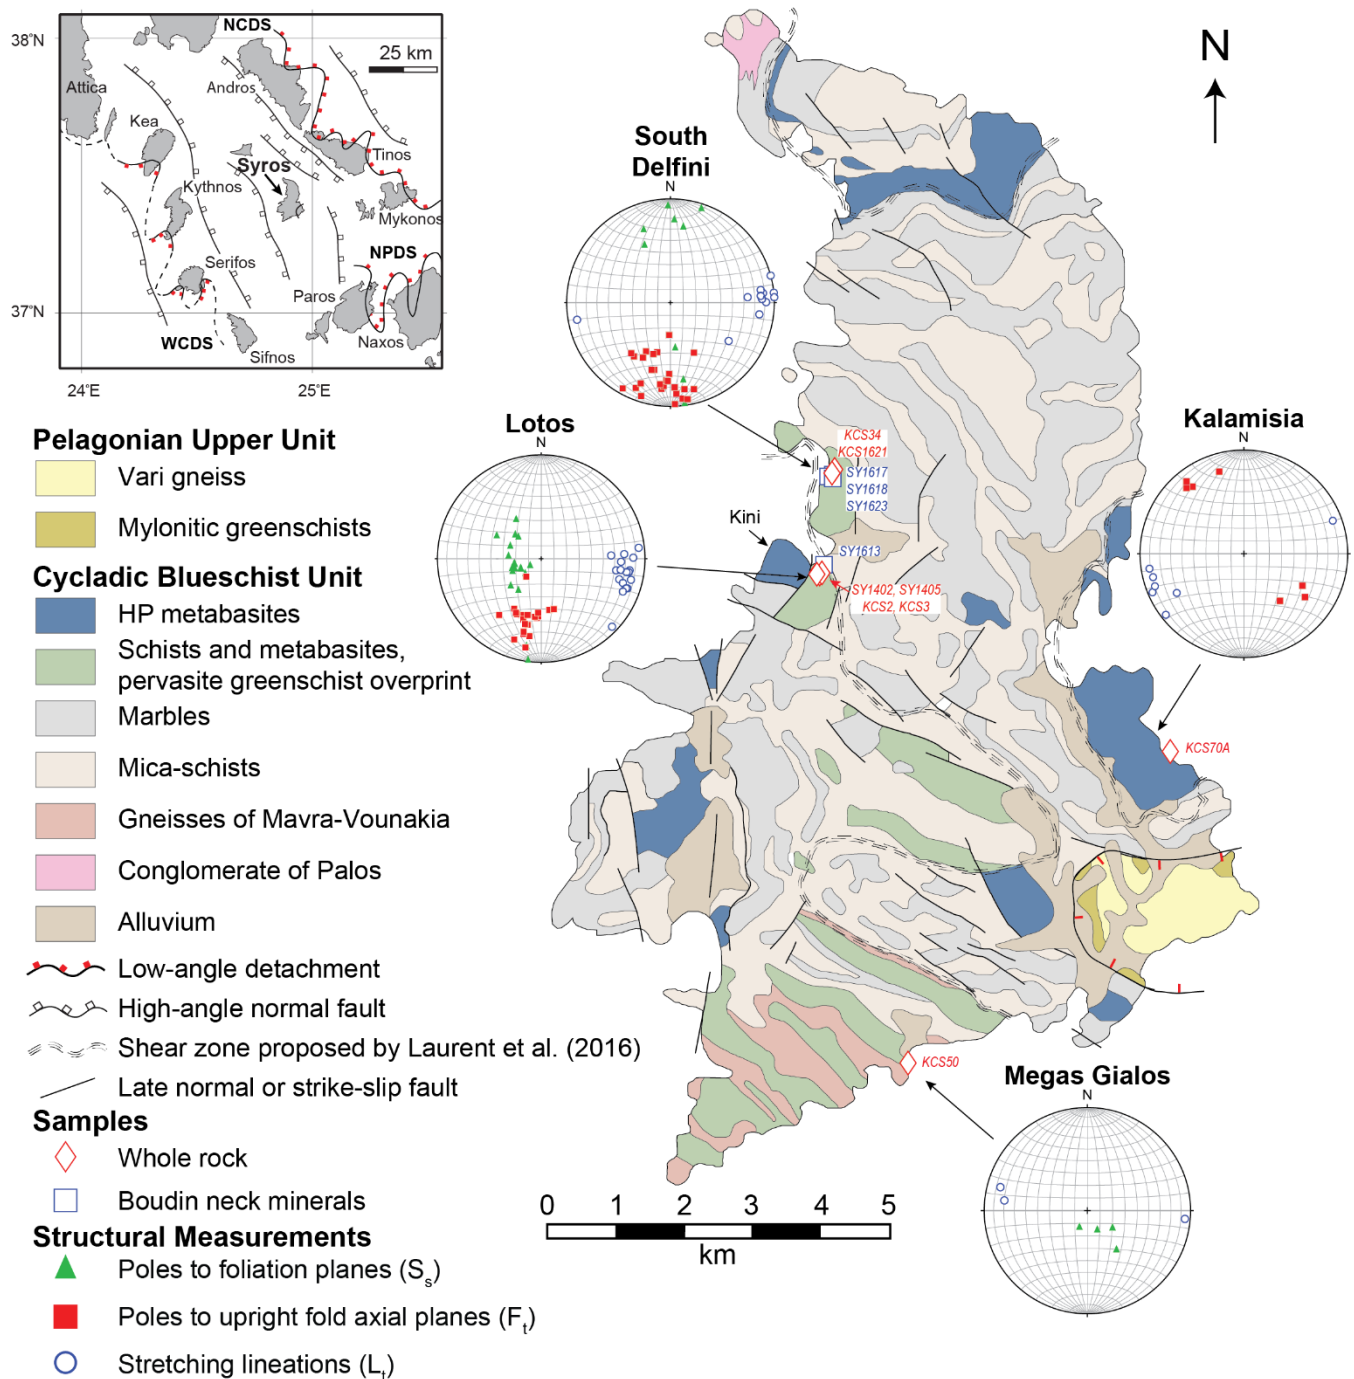 38°N
37°N
24°E
25°E
NCDS
25 km
Attica
Andros
Kea
Tinos
Syros
Kythnos
Mykonos
Serifos
NPDS
Paros
WCDS
Sifnos
Naxos
N
South
Delfini
N
Lotos
N
Kalamisia
N
KCS34
KCS1621
SY1617
SY1618
SY1623
Kini
SY1613
SY1402, SY1405,
KCS2, KCS3
KCS70A
KCS50
Megas Gialos
N
Pelagonian Upper Unit
Vari gneiss
Mylonitic greenschists
Cycladic Blueschist Unit
HP metabasites
Schists and metabasites,
pervasite greenschist overprint
Marbles
Mica-schists
Gneisses of Mavra-Vounakia
Conglomerate of Palos
Alluvium
Low-angle detachment
High-angle normal fault
Shear zone proposed by Laurent et al. (2016)
Late normal or strike-slip fault
Samples
Whole rock
Boudin neck minerals
Structural Measurements
Poles to foliation planes (Ss)
Poles to upright fold axial planes (Ft)
Stretching lineations (Lt)
0 1 2 3 4 5
km